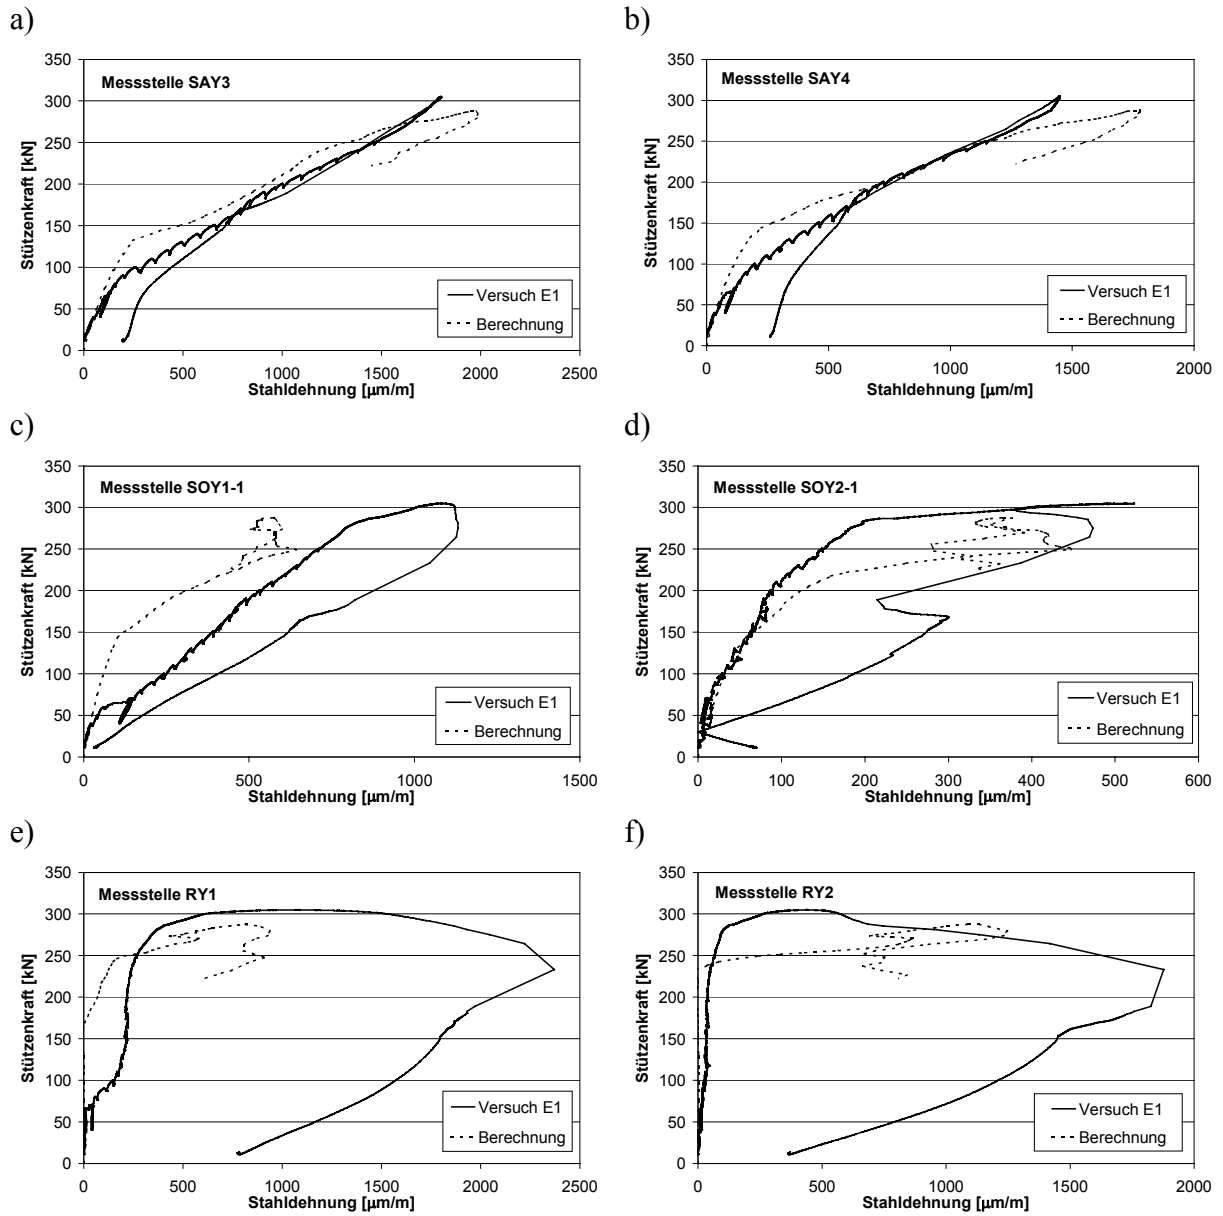 a)
350
300
250
200
150
100
50
0
Stützenkraft [kN]
Messstelle SAY3
Versuch E1
Berechnung
0 500 1000 1500 2000 2500
Stahldehnung [µm/m]
b)
350
300
250
200
150
100
50
0
Stützenkraft [kN]
Messstelle SAY4
Versuch E1
Berechnung
0 500 1000 1500 2000
Stahldehnung [µm/m]
c)
350
300
250
200
150
100
50
0
Stützenkraft [kN]
Messstelle SOY1-1
Versuch E1
Berechnung
0 500 1000 1500
Stahldehnung [µm/m]
d)
350
300
250
200
150
100
50
0
Stützenkraft [kN]
Messstelle SOY2-1
Versuch E1
Berechnung
0 100 200 300 400 500 600
Stahldehnung [µm/m]
e)
350
300
250
200
150
100
50
0
Stützenkraft [kN]
Messstelle RY1
Versuch E1
Berechnung
0 500 1000 1500 2000 2500
Stahldehnung [µm/m]
f)
350
300
250
200
150
100
50
0
Stützenkraft [kN]
Messstelle RY2
Versuch E1
Berechnung
0 500 1000 1500 2000
Stahldehnung [µm/m]